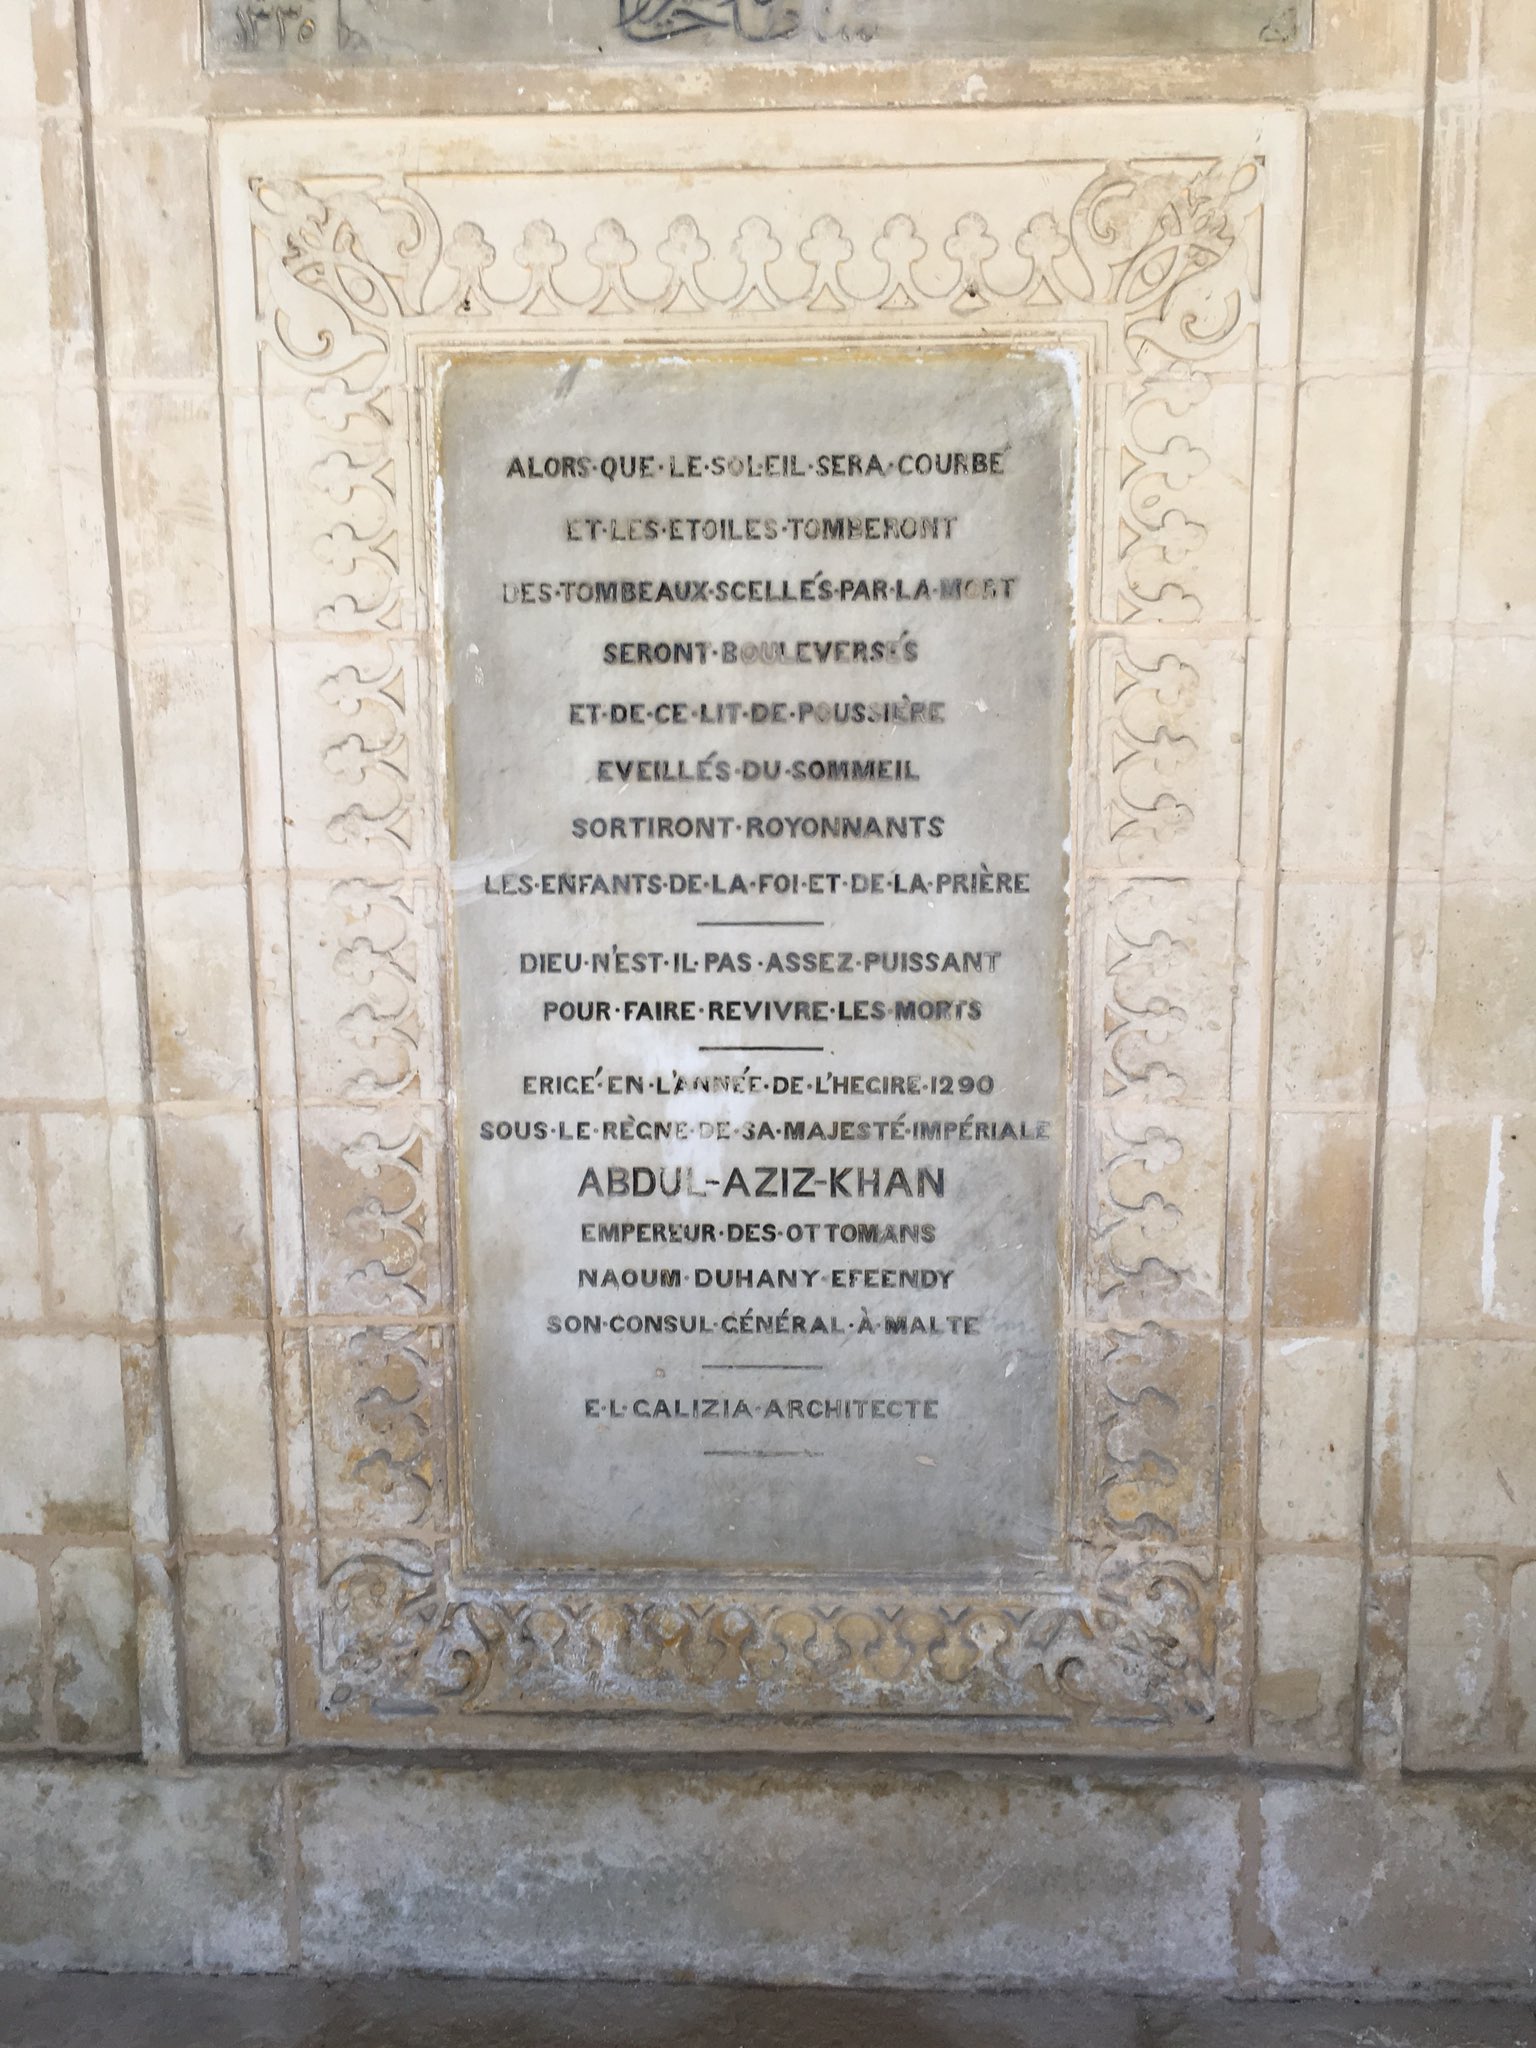 ١٣٣٥
ALORS·QUE·LE·SOLEIL·SERA·COURBÉ
ET·LES·ETOILES·TOMBERONT
DES·TOMBEAUX·SCELLÉS·PAR·LA·MORT
SERONT·BOULEVERSÉS
ET·DE·CE·LIT·DE·POUSSIÈRE
EVEILLÉS·DU·SOMMEIL
SORTIRONT·ROYONNANTS
LES·ENFANTS·DE·LA·FOI·ET·DE·LA·PRIÈRE
DIEU·N'EST·IL·PAS·ASSEZ·PUISSANT
POUR·FAIRE·REVIVRE·LES·MORTS
ERIGÉ·EN·L'ANNÉE·DE·L'HEGIRE·1290
SOUS·LE·RÈGNE·DE·SA·MAJESTÉ·IMPÉRIALE
ABDUL-AZIZ-KHAN
EMPEREUR·DES·OTTOMANS
NAOUM·DUHANY·EFEENDY
SON·CONSUL·GÉNÉRAL·À·MALTE
E·L·GALIZIA·ARCHITECTE